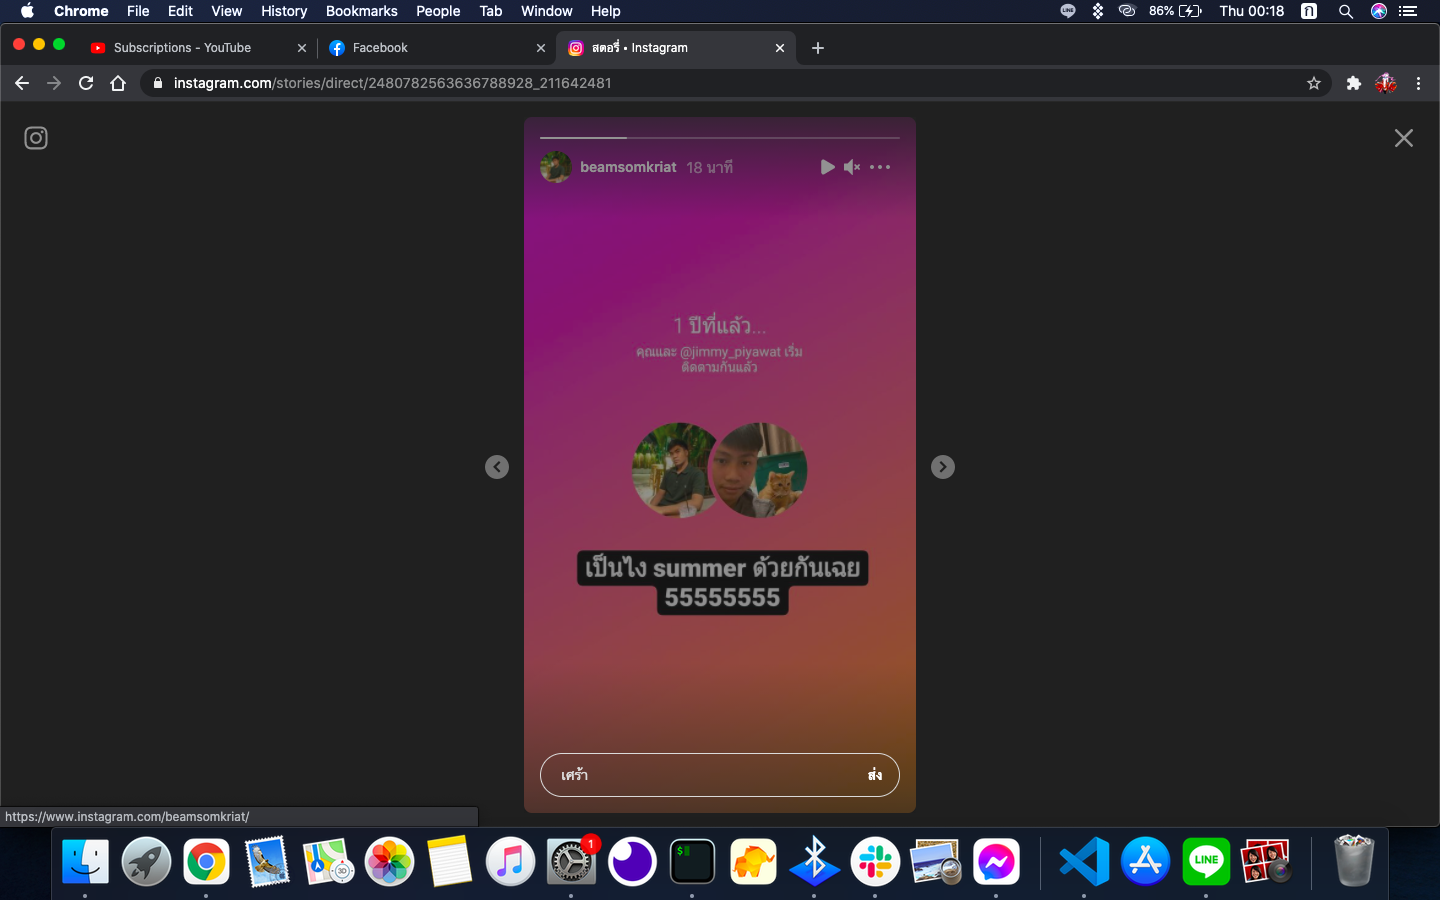 Chrome File Edit View History Bookmarks People Tab Window Help
LINE 86% Thu 00:18 ก
Subscriptions - YouTube
Facebook
สตอรี่ • Instagram
instagram.com/stories/direct/2480782563636788928_211642481
beamsomkriat 18 นาที
1 ปีที่แล้ว...
คุณและ @jimmy_piyawat เริ่ม
ติดตามกันแล้ว
เป็นไง summer ด้วยกันเฉย
55555555
เศร้า ส่ง
https://www.instagram.com/beamsomkriat/
3D
1
$
LINE